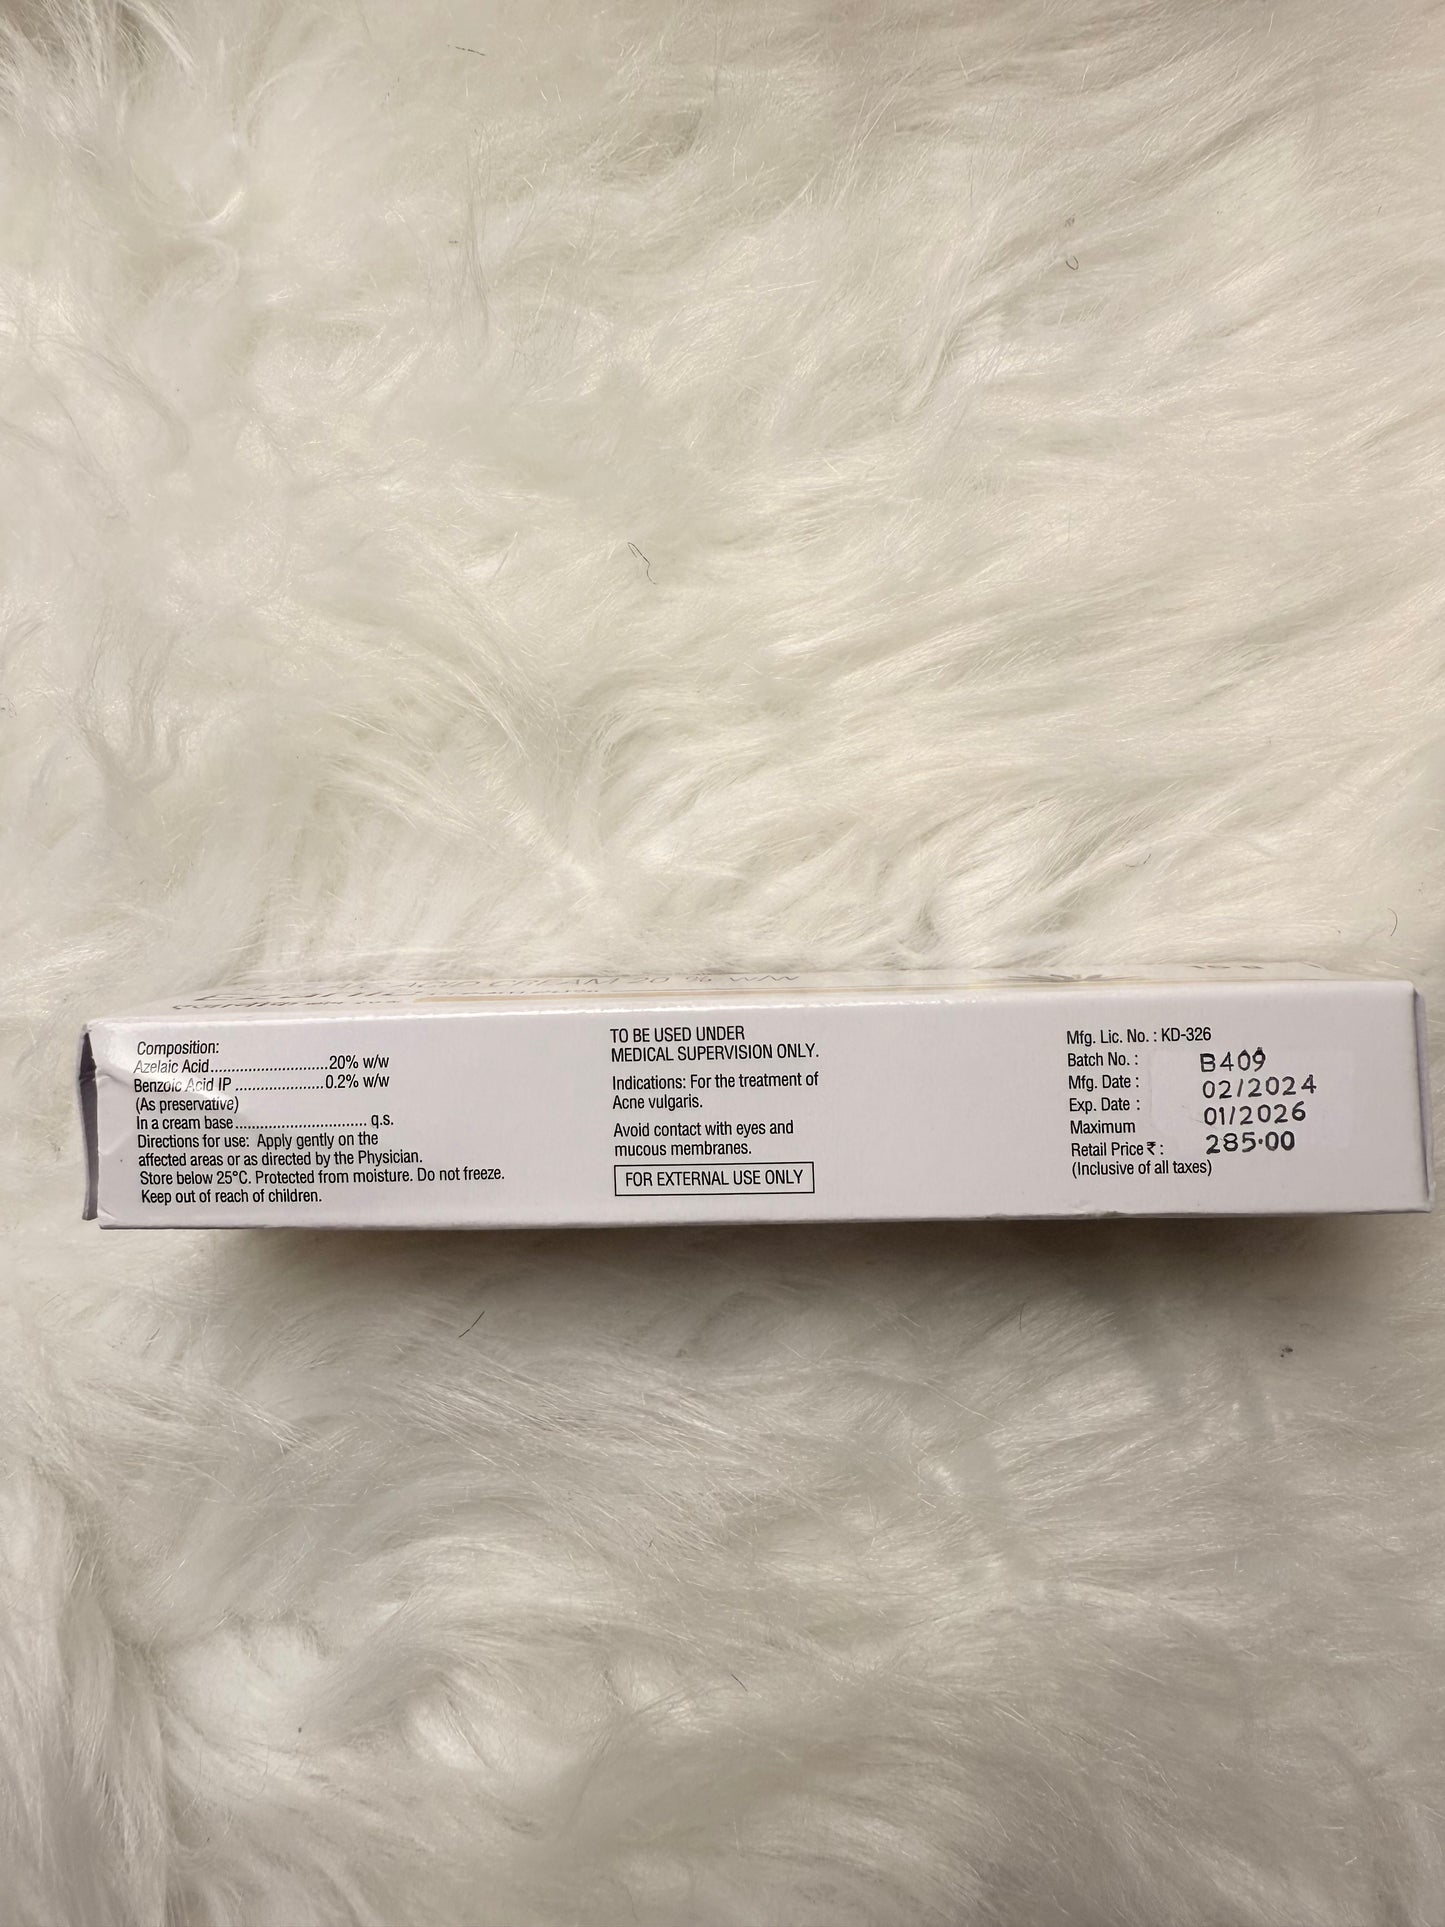 ACID CREAM 20 % w/w
15 g
Composition:
Azelaic Acid............................20% w/w
Benzoic Acid IP .....................0.2% w/w
(As preservative)
In a cream base............................... q.s.
Directions for use: Apply gently on the
affected areas or as directed by the Physician.
Store below 25°C. Protected from moisture. Do not freeze.
Keep out of reach of children.
TO BE USED UNDER
MEDICAL SUPERVISION ONLY.
Indications: For the treatment of
Acne vulgaris.
Avoid contact with eyes and
mucous membranes.
FOR EXTERNAL USE ONLY
Mfg. Lic. No. : KD-326
Batch No. : B409
Mfg. Date : 02/2024
Exp. Date : 01/2026
Maximum
Retail Price ₹ : 285.00
(Inclusive of all taxes)